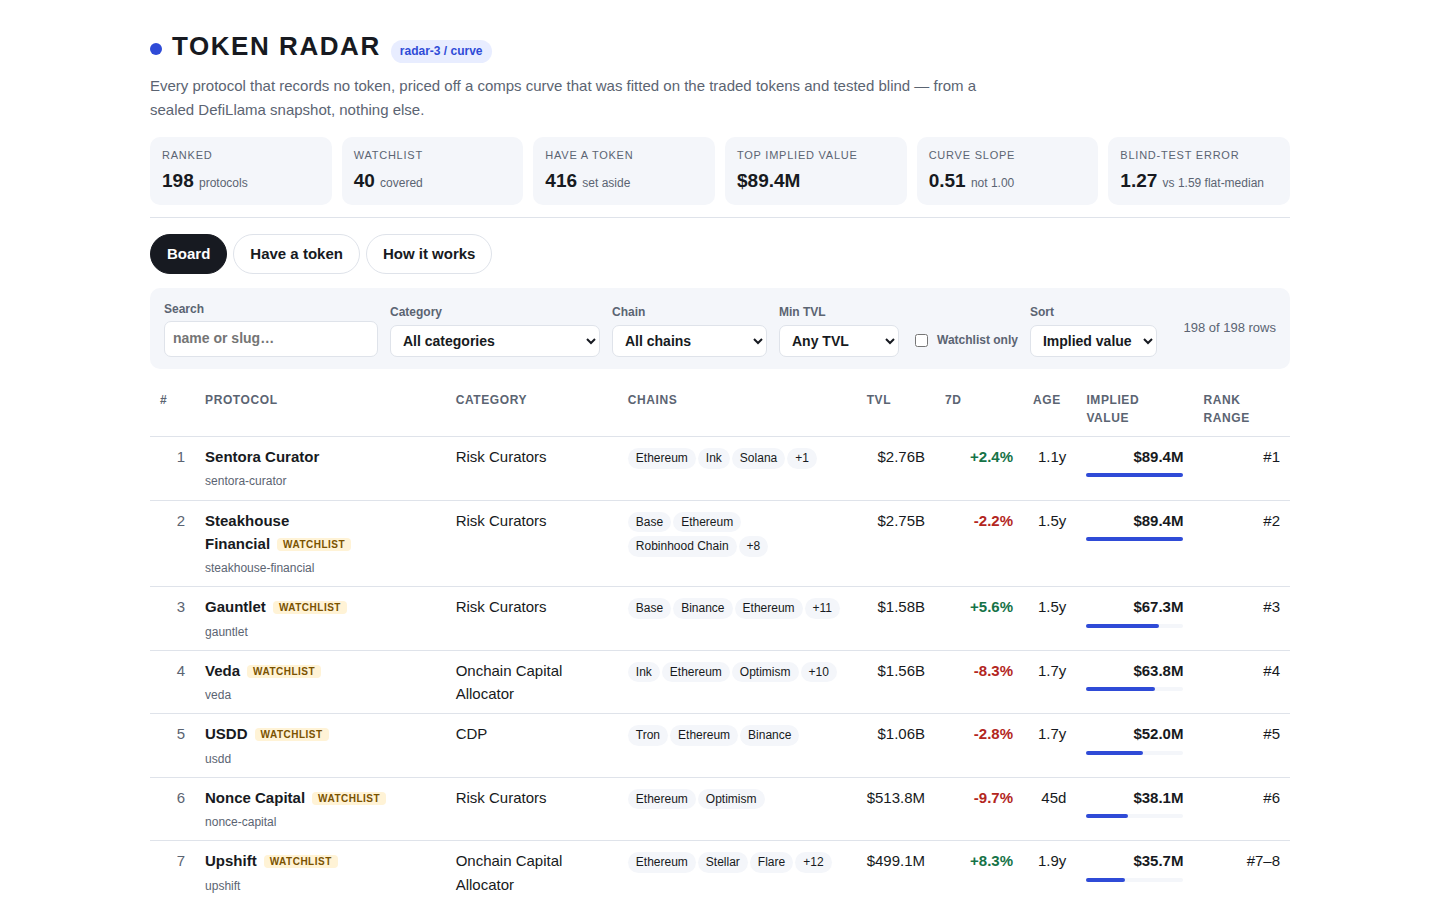 TOKEN RADAR radar-3 / curve
Every protocol that records no token, priced off a comps curve that was fitted on the traded tokens and tested blind — from a
sealed DefiLlama snapshot, nothing else.
RANKED WATCHLIST HAVE A TOKEN TOP IMPLIED VALUE CURVE SLOPE BLIND-TEST ERROR
198 protocols 40 covered 416 set aside $89.4M 0.51 not 1.00 1.27 vs 1.59 flat-median
Board Have a token How it works
Search Category Chain Min TVL Sort
name or slug… All categories All chains Any TVL Watchlist only Implied value 198 of 198 rows
# PROTOCOL CATEGORY CHAINS TVL 7D AGE IMPLIED RANK
VALUE RANGE
1 Sentora Curator Risk Curators Ethereum Ink Solana +1 $2.76B +2.4% 1.1y $89.4M #1
sentora-curator
2 Steakhouse Risk Curators Base Ethereum $2.75B -2.2% 1.5y $89.4M #2
Financial WATCHLIST Robinhood Chain +8
steakhouse-financial
3 Gauntlet WATCHLIST Risk Curators Base Binance Ethereum +11 $1.58B +5.6% 1.5y $67.3M #3
gauntlet
4 Veda WATCHLIST Onchain Capital Ink Ethereum Optimism +10 $1.56B -8.3% 1.7y $63.8M #4
veda Allocator
5 USDD WATCHLIST CDP Tron Ethereum Binance $1.06B -2.8% 1.7y $52.0M #5
usdd
6 Nonce Capital WATCHLIST Risk Curators Ethereum Optimism $513.8M -9.7% 45d $38.1M #6
nonce-capital
7 Upshift WATCHLIST Onchain Capital Ethereum Stellar Flare +12 $499.1M +8.3% 1.9y $35.7M #7–8
upshift Allocator